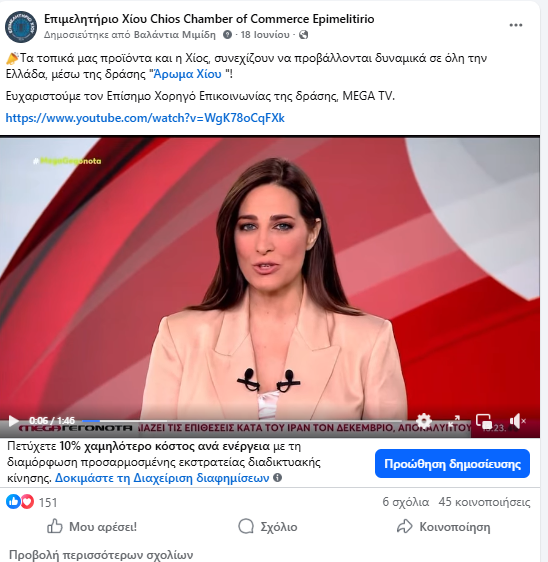 Επιμελητήριο Χίου Chios Chamber of Commerce Epimelitirio
Δημοσιεύτηκε από Βαλάντια Μιμίδη · 18 Ιουνίου ·
Τα τοπικά μας προϊόντα και η Χίος, συνεχίζουν να προβάλλονται δυναμικά σε όλη την
Ελλάδα, μέσω της δράσης "Άρωμα Χίου "!
Ευχαριστούμε τον Επίσημο Χορηγό Επικοινωνίας της δράσης, MEGA TV.
https://www.youtube.com/watch?v=WgK78oCqFXk
#MegaGegonota
0:05 / 1:46
MEGA ΓΕΓΟΝΟΤΑ ΙΑΖΕΙ ΤΙΣ ΕΠΙΘΕΣΕΙΣ ΚΑΤΑ ΤΟΥ ΙΡΑΝ ΤΟΝ ΔΕΚΕΜΒΡΙΟ, ΑΠΟΚΑΛΥΠΤΟΥ
Πετύχετε 10% χαμηλότερο κόστος ανά ενέργεια με τη
διαμόρφωση προσαρμοσμένης εκστρατείας διαδικτυακής
κίνησης. Δοκιμάστε τη Διαχείριση διαφημίσεων
Προώθηση δημοσίευσης
151
6 σχόλια 45 κοινοποιήσεις
Μου αρέσει! Σχόλιο Κοινοποίηση
Προβολή περισσότερων σχολίων